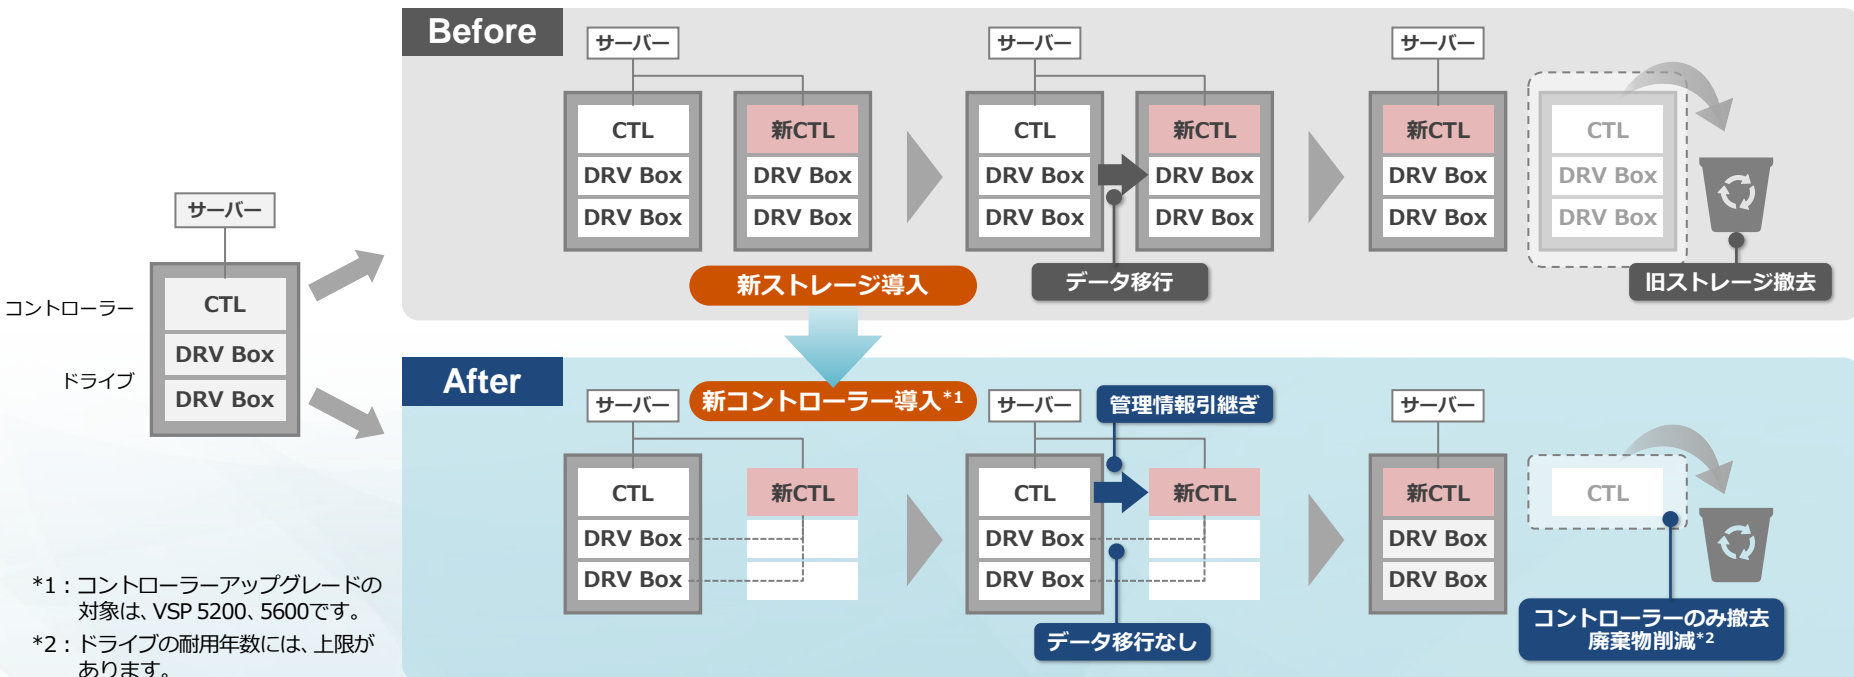 サーバー
コントローラー
CTL
ドライブ
DRV Box
DRV Box
*1：コントローラーアップグレードの
対象は、VSP 5200、5600です。
*2：ドライブの耐用年数には、上限が
あります。
Before
サーバー
CTL
DRV Box
DRV Box
新CTL
DRV Box
DRV Box
新ストレージ導入
サーバー
CTL
DRV Box
DRV Box
新CTL
DRV Box
DRV Box
データ移行
サーバー
新CTL
DRV Box
DRV Box
CTL
DRV Box
DRV Box
旧ストレージ撤去
After
サーバー
新コントローラー導入*1
CTL
DRV Box
DRV Box
新CTL
サーバー
管理情報引継ぎ
CTL
DRV Box
DRV Box
新CTL
データ移行なし
サーバー
新CTL
DRV Box
DRV Box
CTL
コントローラーのみ撤去
廃棄物削減*2